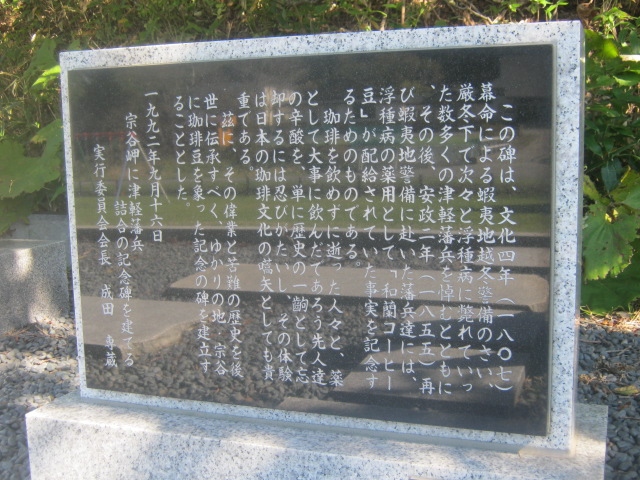 この碑は、文化四年（一八〇七）
幕命による蝦夷地越冬警備のさい、
厳冬下で次々と浮種病に斃れていっ
た数多くの津軽藩兵を悼むとともに
、その後、安政二年（一八五五）再
び蝦夷地警備に赴いた藩兵達には、
浮種病の薬用として、「和蘭コーヒー
豆」が配給されていた事実を記念す
るためのものである。
珈琲を飲めずに逝った人々と、薬
として大事に飲んだであろう先人達
の辛酸を、単に歴史の一齣として忘
却するには忍びがたいし、その体験
は日本の珈琲文化の嚆矢としても貴
重である。
茲に、その偉業と苦難の歴史を後
世に伝承すべく、ゆかりの地、宗谷
に珈琲豆を象った記念の碑を建立す
ることとした。
一九九二年九月十六日
宗谷岬に津軽藩兵
詰合の記念碑を建てる
実行委員会会長 成田 専蔵